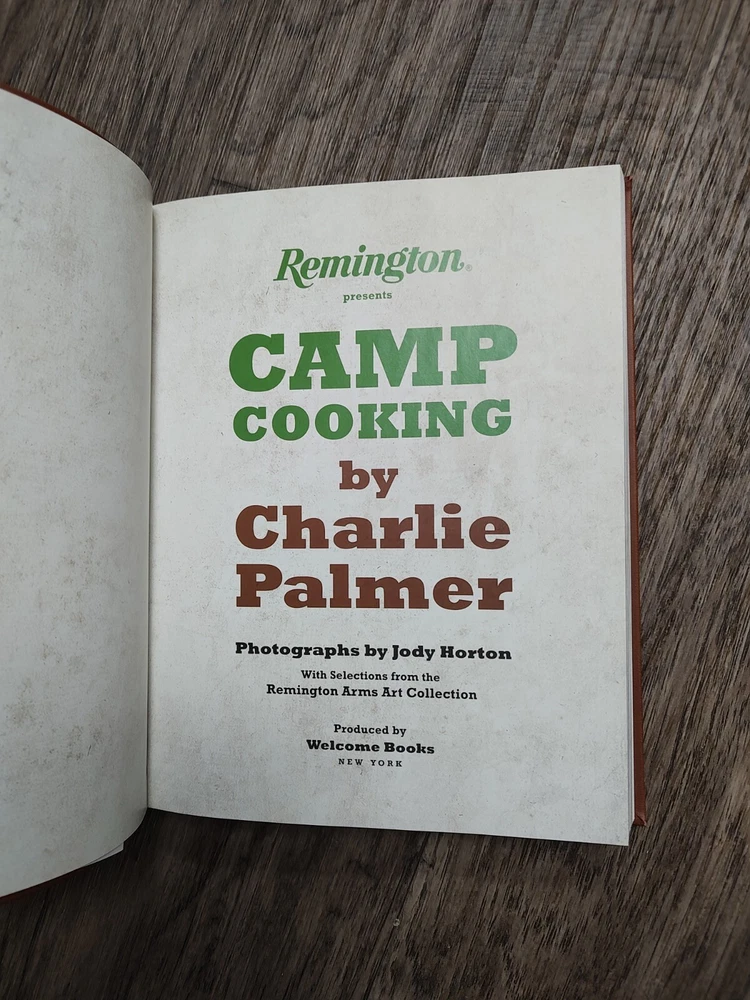 Remington®
presents
CAMP
COOKING
by
Charlie
Palmer
Photographs by Jody Horton
With Selections from the
Remington Arms Art Collection
Produced by
Welcome Books
NEW YORK